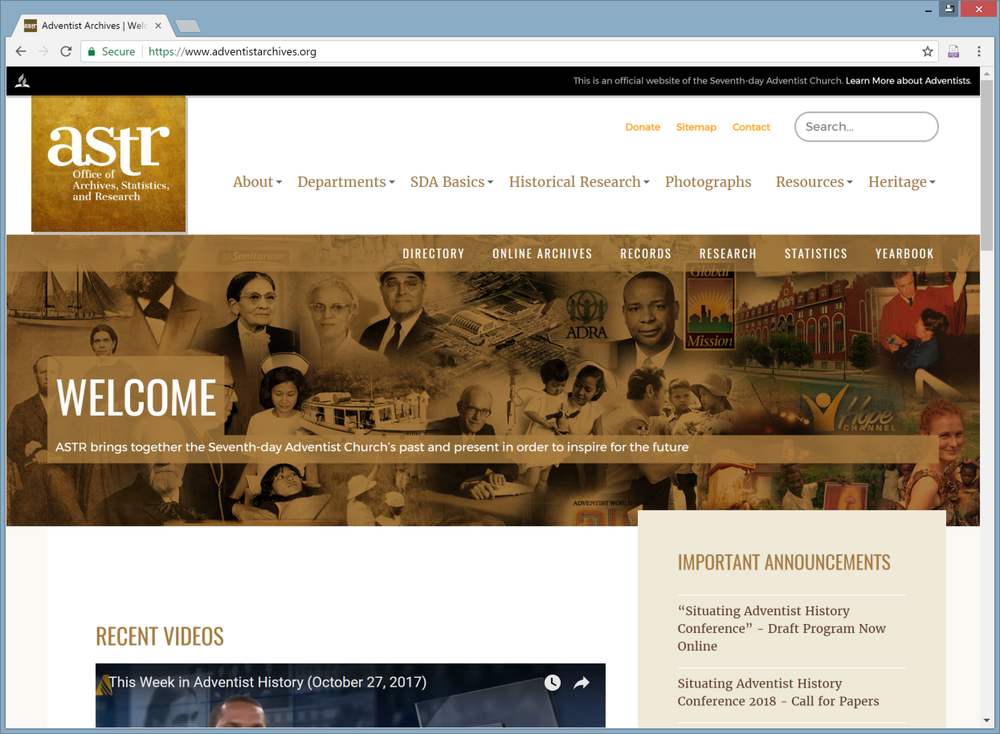 astr
Adventist Archives | Welc
Secure
https://www.adventistarchives.org
PDF
This is an official website of the Seventh-day Adventist Church. Learn More about Adventists.
astr
Office of
Archives, Statistics,
and Research
Donate
Sitemap
Contact
Search...
About
Departments
SDA Basics
Historical Research
Photographs
Resources
Heritage
DIRECTORY
ONLINE ARCHIVES
RECORDS
RESEARCH
STATISTICS
YEARBOOK
Sanitarium
Global
Mission
ADRA
WELCOME
Hope
CHANNEL
ASTR brings together the Seventh-day Adventist Church's past and present in order to inspire for the future
ADVENTIST WORLD
IMPORTANT ANNOUNCEMENTS
“Situating Adventist History
Conference” - Draft Program Now
Online
Situating Adventist History
Conference 2018 - Call for Papers
RECENT VIDEOS
This Week in Adventist History (October 27, 2017)